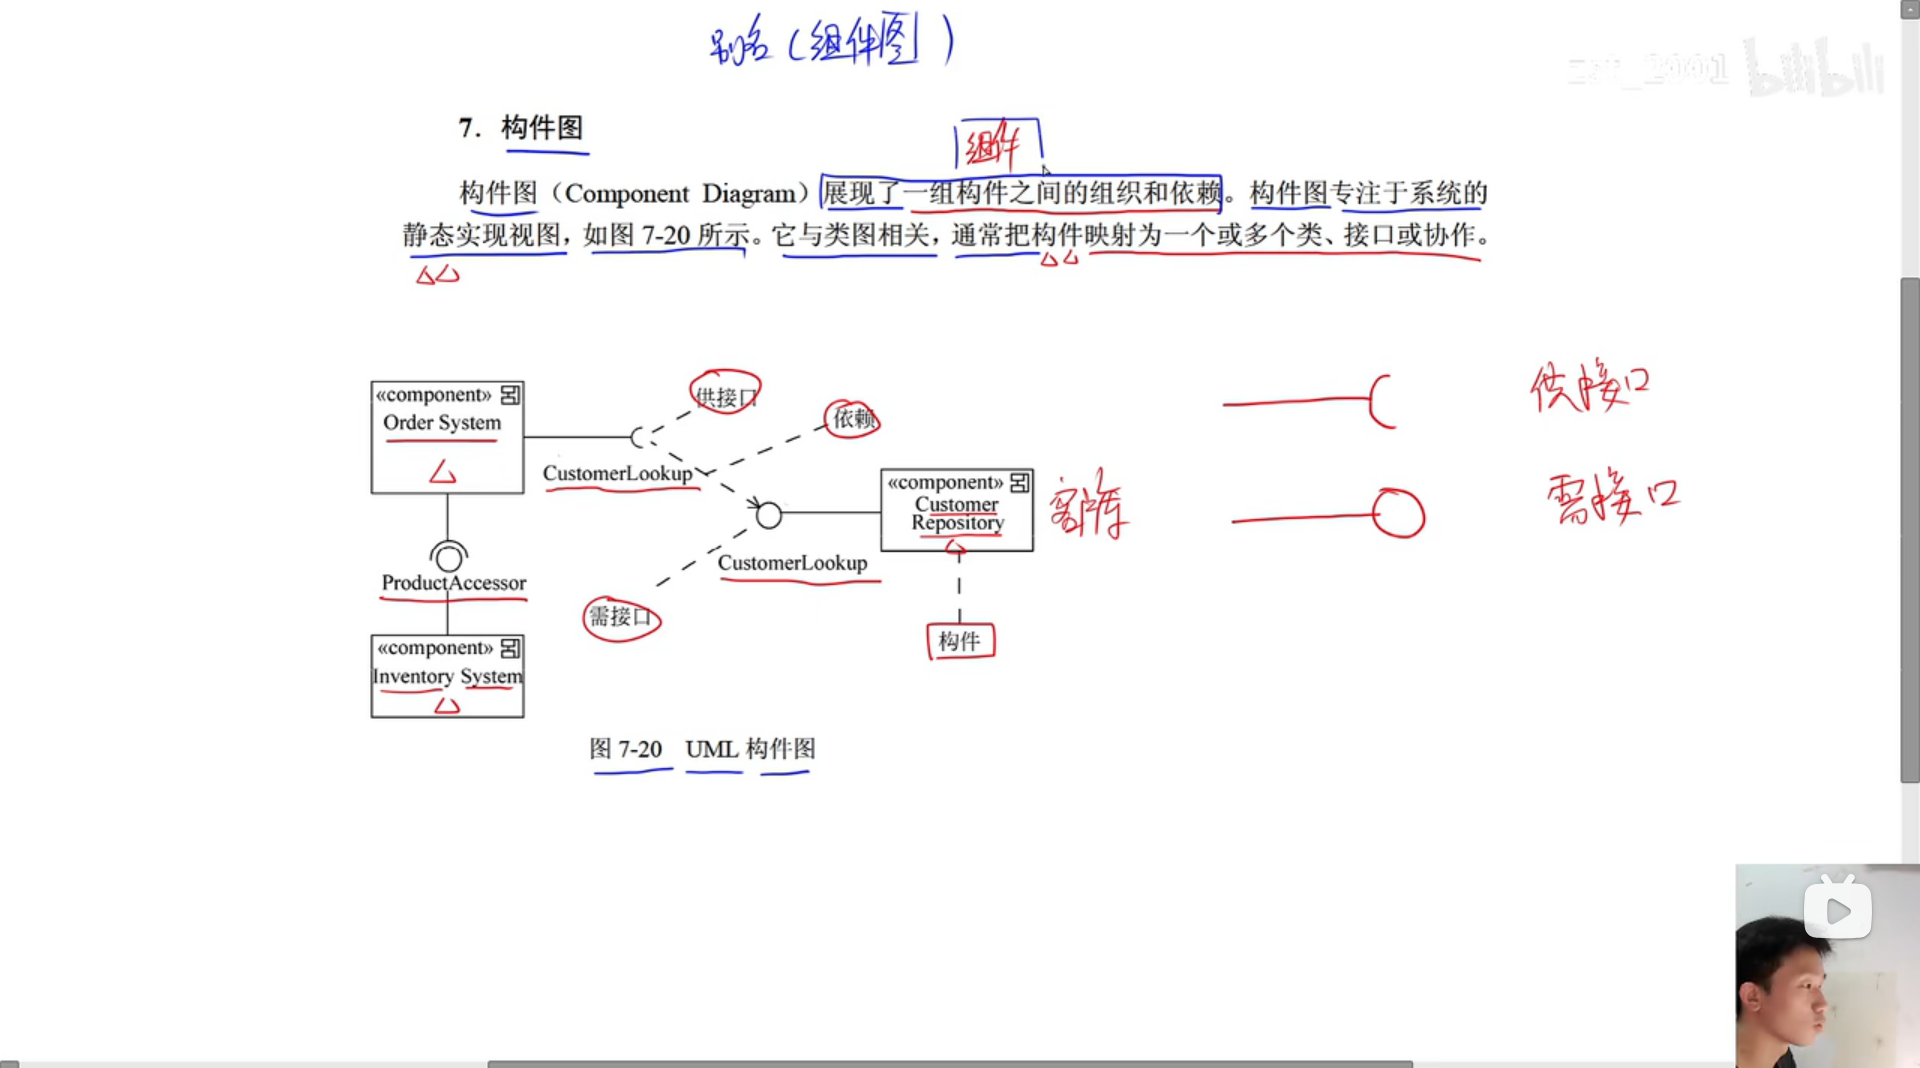 别名(组件图)
zst_2001 bilibili
7. 构件图
组件
构件图(Component Diagram)展现了一组构件之间的组织和依赖。构件图专注于系统的
静态实现视图,如图 7-20 所示。它与类图相关,通常把构件映射为一个或多个类、接口或协作。
«component»
Order System
供接口
依赖
CustomerLookup
«component»
Customer
Repository
CustomerLookup
ProductAccessor
需接口
构件
«component»
Inventory System
供接口
需接口
图 7-20 UML 构件图